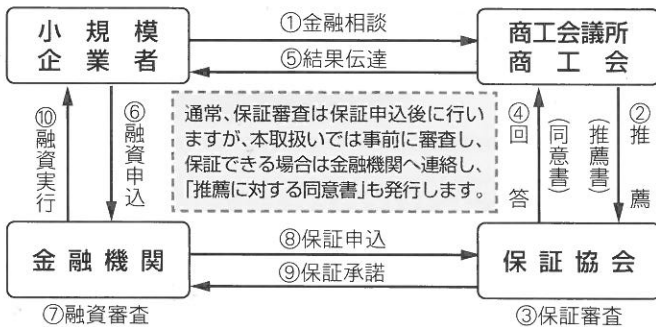 小規模
企業者
①金融相談
⑤結果伝達
商工会議所
商工会
⑩融資実行
⑥融資申込
通常、保証審査は保証申込後に行い
ますが、本取扱いでは事前に審査し、
保証できる場合は金融機関へ連絡し、
「推薦に対する同意書」も発行します。
④回答
(同意書)
(推薦書)
②推薦
金融機関
⑧保証申込
⑨保証承諾
保証協会
⑦融資審査
③保証審査